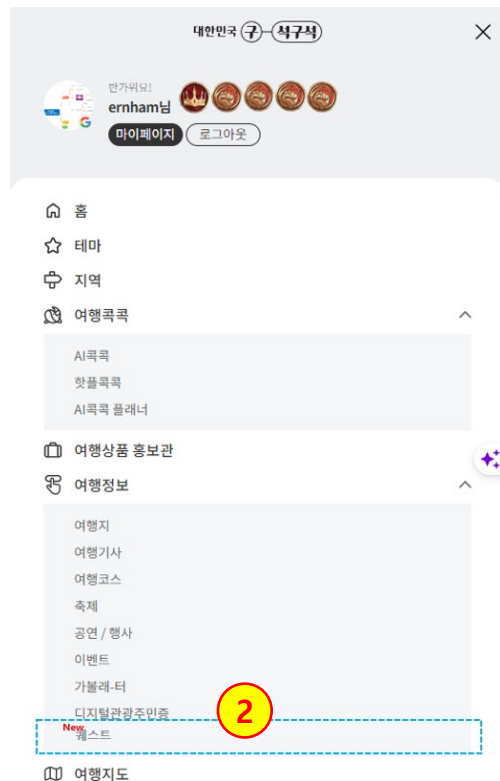 대한민국 구석구석
반가워요!
ernham님
마이페이지 로그아웃
홈
테마
지역
여행콕콕
AI콕콕
핫플콕콕
AI콕콕 플래너
여행상품 홍보관
여행정보
여행지
여행기사
여행코스
축제
공연 / 행사
이벤트
가볼래-터
디지털관광주민증
2
New
퀘스트
여행지도